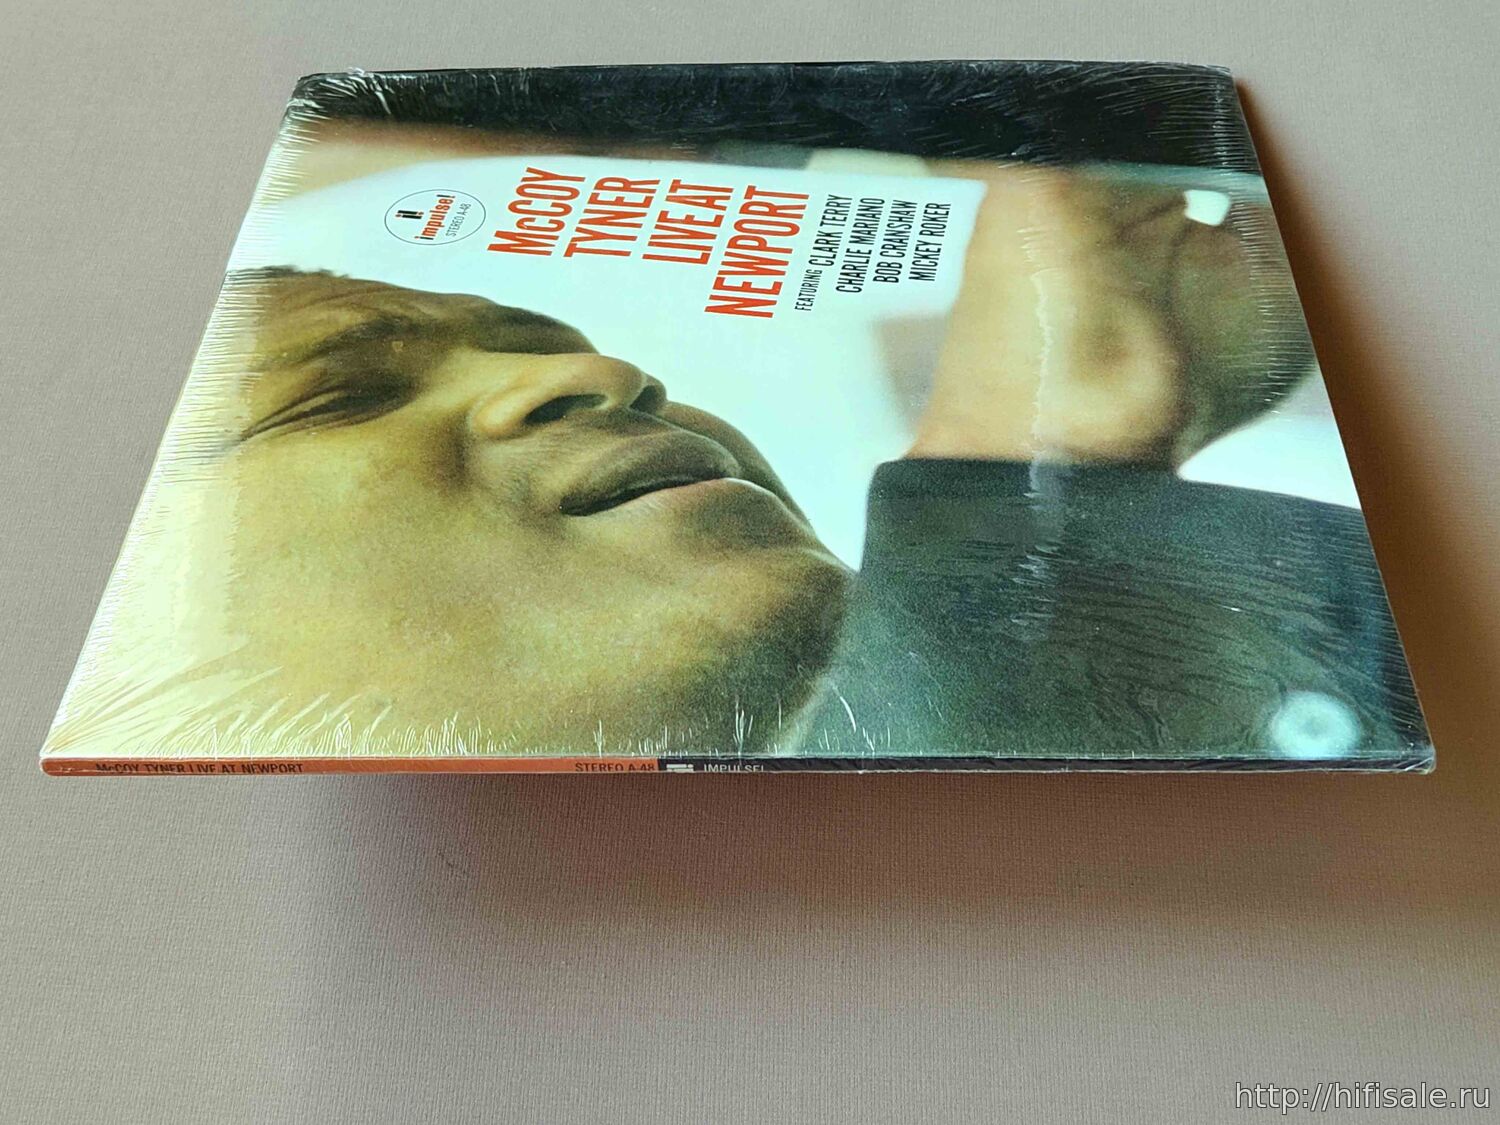 i!
impulse!
STEREO A-48
McCOY
TYNER
LIVE AT
NEWPORT
FEATURING CLARK TERRY
CHARLIE MARIANO
BOB CRANSHAW
MICKEY ROKER
McCOY TYNER LIVE AT NEWPORT
STEREO A-48
i! IMPULSE!
http://hifisale.ru